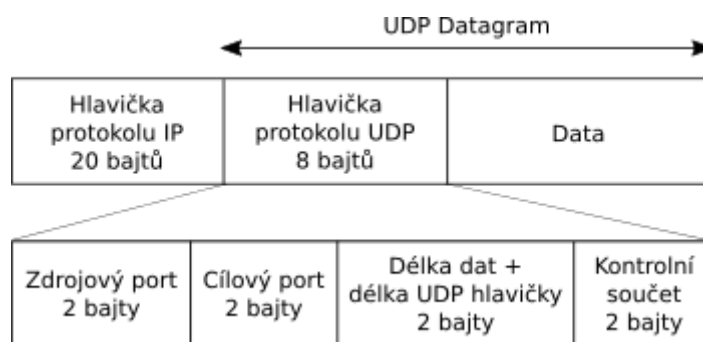 UDP Datagram
Hlavička
protokolu IP
20 bajtů
Hlavička
protokolu UDP
8 bajtů
Data
Zdrojový port
2 bajty
Cílový port
2 bajty
Délka dat +
délka UDP hlavičky
2 bajty
Kontrolní
součet
2 bajty